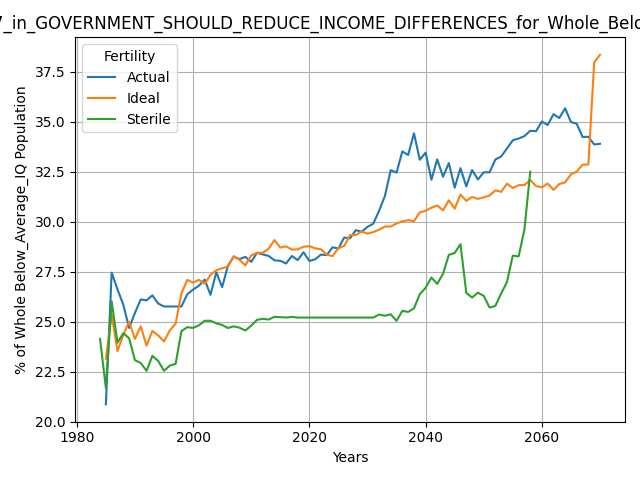 _in_GOVERNMENT_SHOULD_REDUCE_INCOME_DIFFERENCES_for_Whole_Belo
Fertility
Actual
Ideal
Sterile
% of Whole Below_Average_IQ Population
37.5
35.0
32.5
30.0
27.5
25.0
22.5
20.0
1980 2000 2020 2040 2060
Years